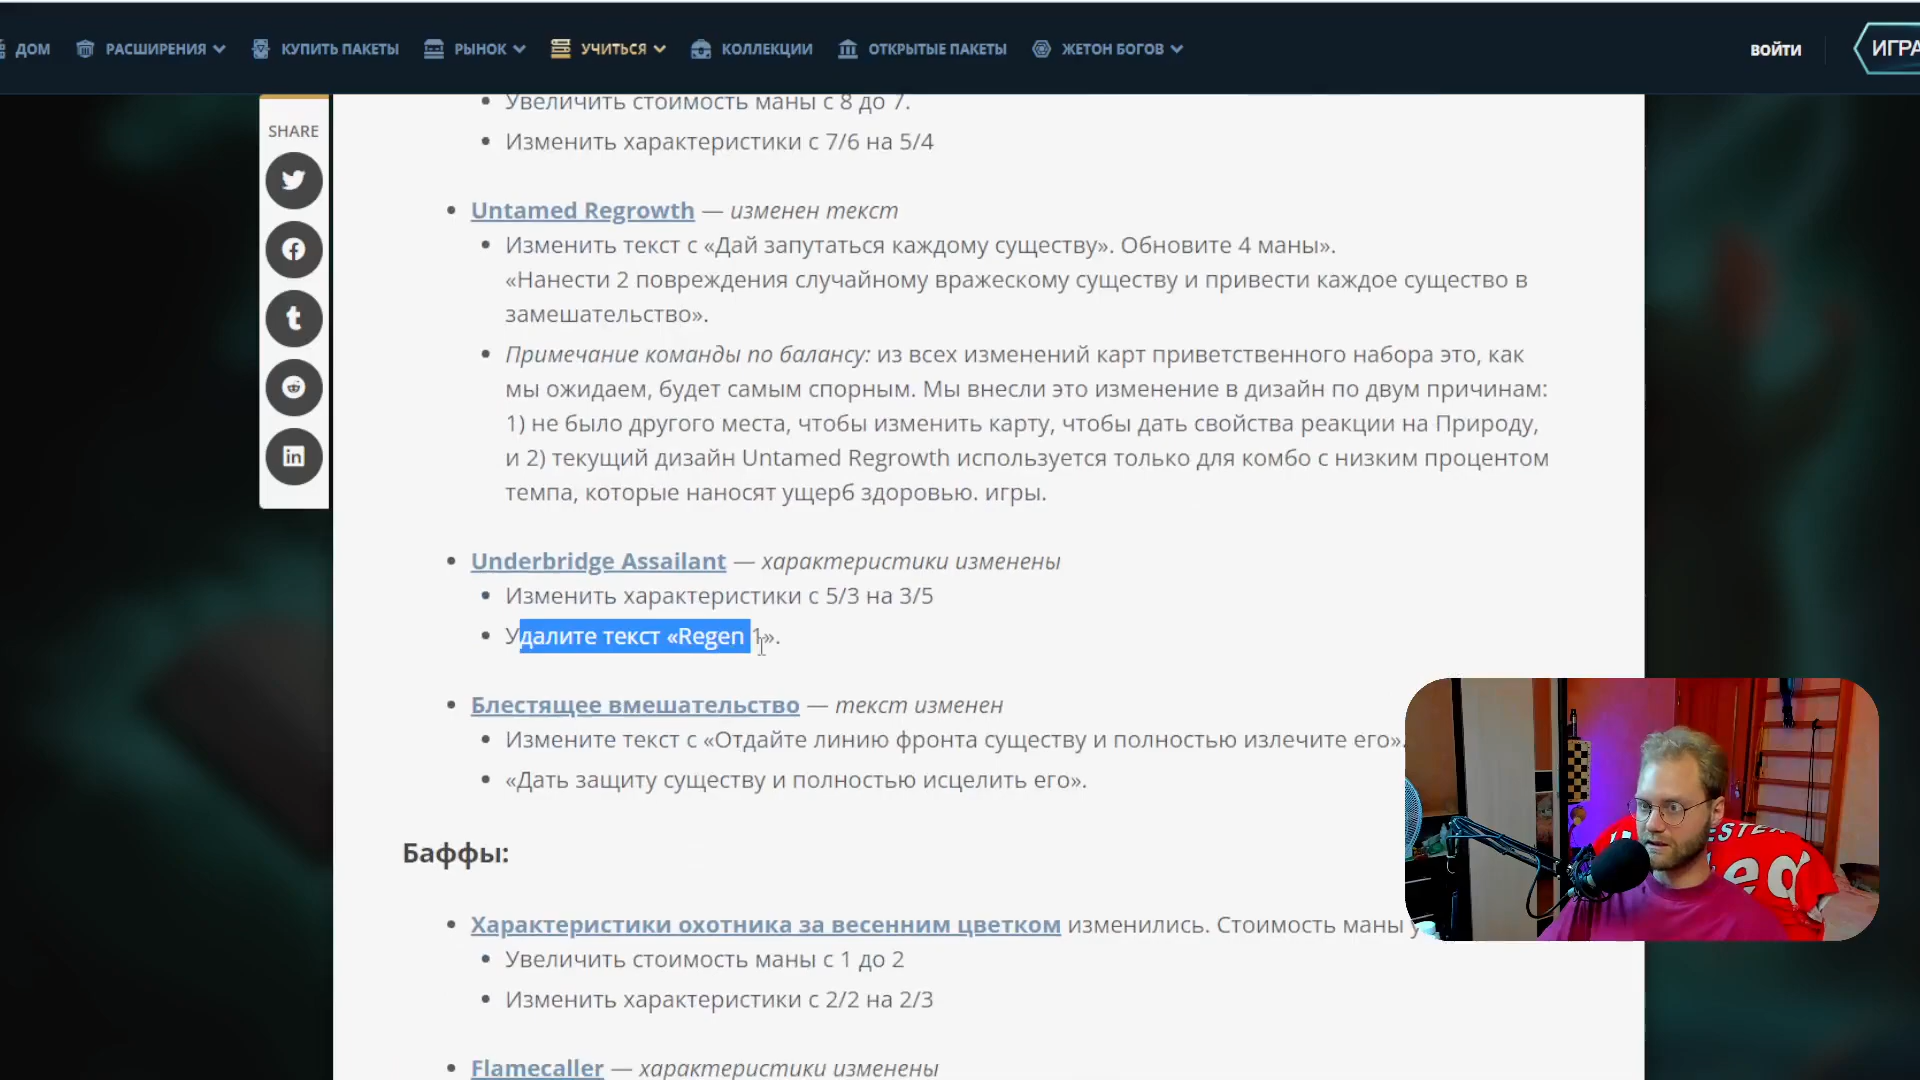 ДОМ РАСШИРЕНИЯ КУПИТЬ ПАКЕТЫ РЫНОК УЧИТЬСЯ КОЛЛЕКЦИИ ОТКРЫТЫЕ ПАКЕТЫ ЖЕТОН БОГОВ ВОЙТИ ИГРА
SHARE
Увеличить стоимость маны с 8 до 7.
Изменить характеристики с 7/6 на 5/4
Untamed Regrowth — изменен текст
Изменить текст с «Дай запутаться каждому существу». Обновите 4 маны».
«Нанести 2 повреждения случайному вражескому существу и привести каждое существо в
замешательство».
Примечание команды по балансу: из всех изменений карт приветственного набора это, как
мы ожидаем, будет самым спорным. Мы внесли это изменение в дизайн по двум причинам:
1) не было другого места, чтобы изменить карту, чтобы дать свойства реакции на Природу,
и 2) текущий дизайн Untamed Regrowth используется только для комбо с низким процентом
темпа, которые наносят ущерб здоровью. игры.
Underbridge Assailant — характеристики изменены
Изменить характеристики с 5/3 на 3/5
Удалите текст «Regen 1».
Блестящее вмешательство — текст изменен
Измените текст с «Отдайте линию фронта существу и полностью излечите его».
«Дать защиту существу и полностью исцелить его».
Баффы:
Характеристики охотника за весенним цветком изменились. Стоимость маны
Увеличить стоимость маны с 1 до 2
Изменить характеристики с 2/2 на 2/3
Flamecaller — характеристики изменены